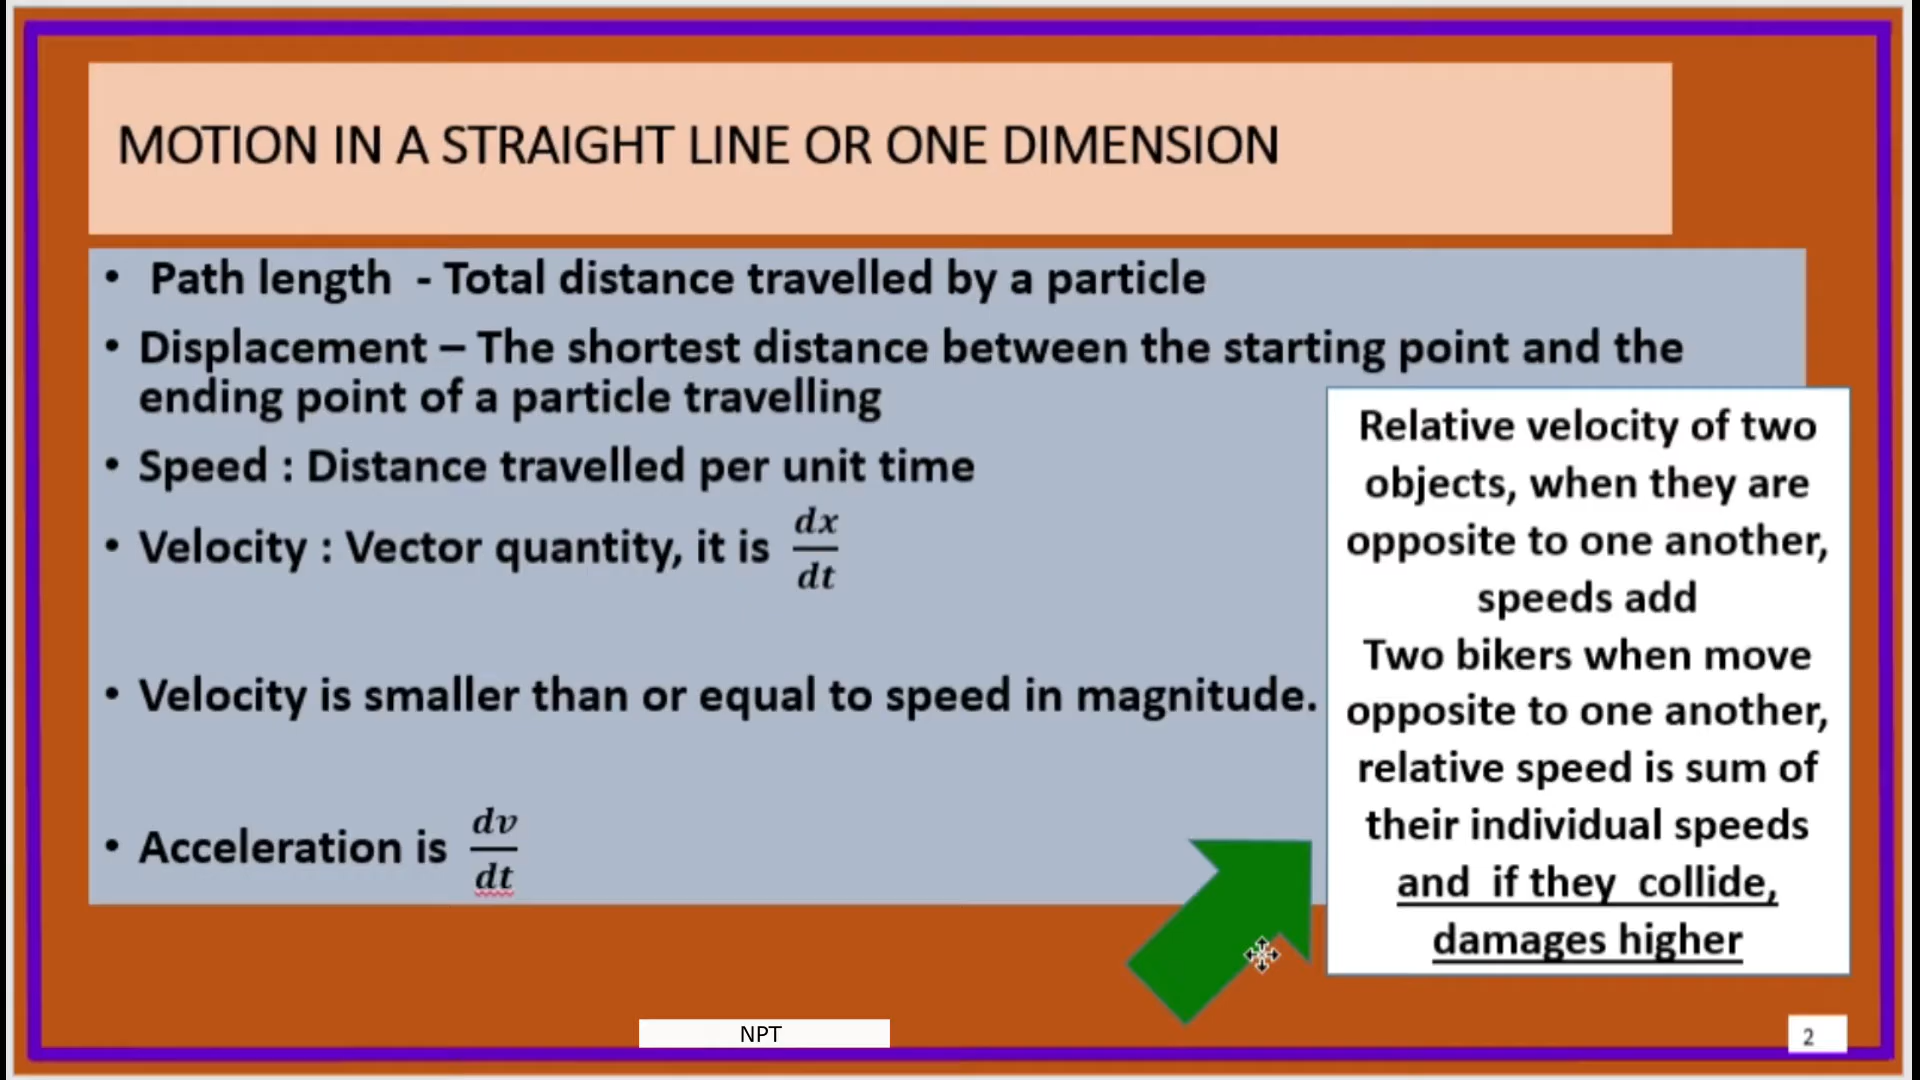 MOTION IN A STRAIGHT LINE OR ONE DIMENSION
• Path length - Total distance travelled by a particle
• Displacement – The shortest distance between the starting point and the
ending point of a particle travelling
• Speed : Distance travelled per unit time
• Velocity : Vector quantity, it is dx/dt
• Velocity is smaller than or equal to speed in magnitude.
• Acceleration is dv/dt
Relative velocity of two
objects, when they are
opposite to one another,
speeds add
Two bikers when move
opposite to one another,
relative speed is sum of
their individual speeds
and if they collide,
damages higher
NPT
2